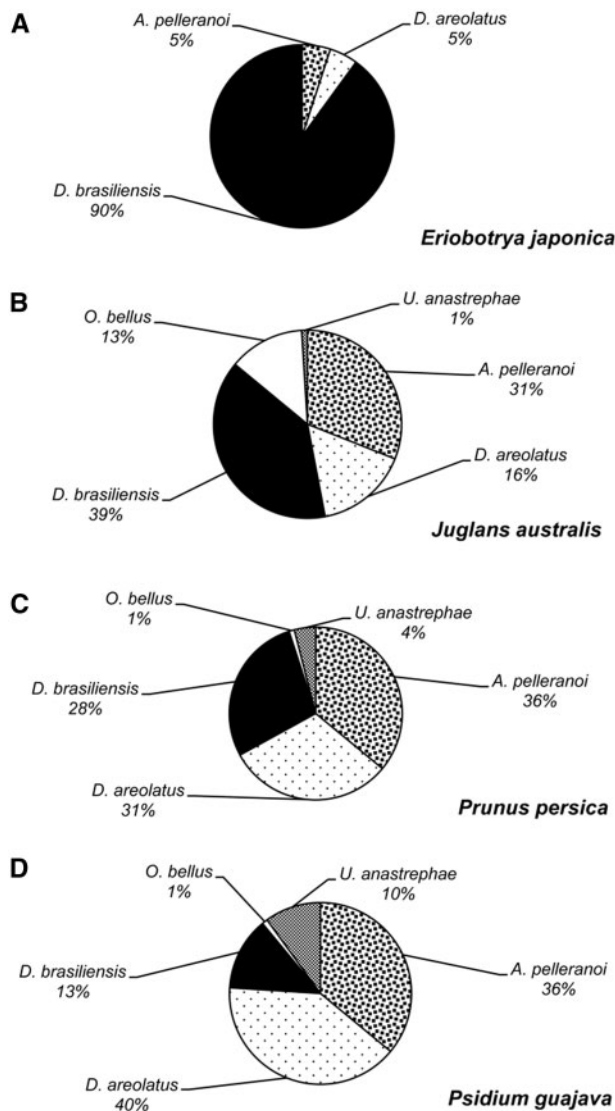 A
A. pelleranoi
5%
D. areolatus
5%
D. brasiliensis
90%
Eriobotrya japonica
B
O. bellus
13%
U. anastrephae
1%
A. pelleranoi
31%
D. areolatus
16%
D. brasiliensis
39%
Juglans australis
C
O. bellus
1%
U. anastrephae
4%
D. brasiliensis
28%
A. pelleranoi
36%
D. areolatus
31%
Prunus persica
D
O. bellus
1%
U. anastrephae
10%
D. brasiliensis
13%
A. pelleranoi
36%
D. areolatus
40%
Psidium guajava